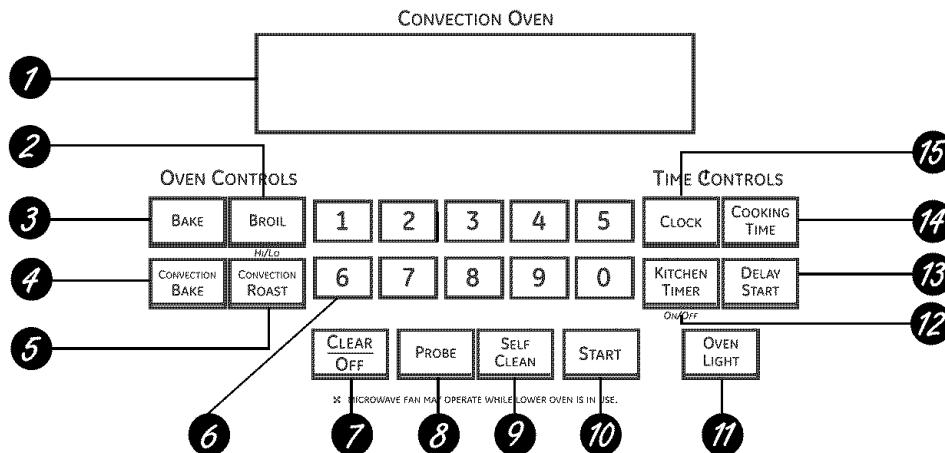 CONVECTION OVEN
1
2
15
OVEN CONTROLS
TIME CONTROLS
3
BAKE
BROIL
1
2
3
4
5
CLOCK
COOKING
TIME
14
HI/LO
4
CONVECTION
BAKE
CONVECTION
ROAST
6
7
8
9
0
KITCHEN
TIMER
DELAY
START
13
ON/OFF
12
5
CLEAR
OFF
PROBE
SELF
CLEAN
START
OVEN
LIGHT
※ MICROWAVE FAN MAY OPERATE WHILE LOWER OVEN IS IN USE.
6
7
8
9
10
11